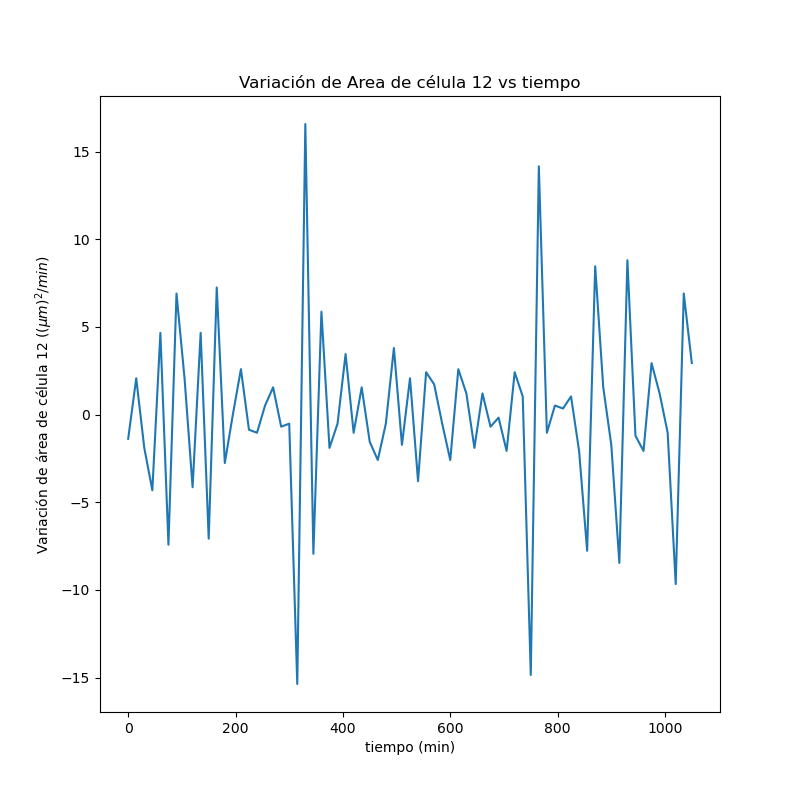 Variación de Area de célula 12 vs tiempo
Variación de área de célula 12 ((μm)²/min)
15
10
5
0
−5
−10
−15
0 200 400 600 800 1000
tiempo (min)